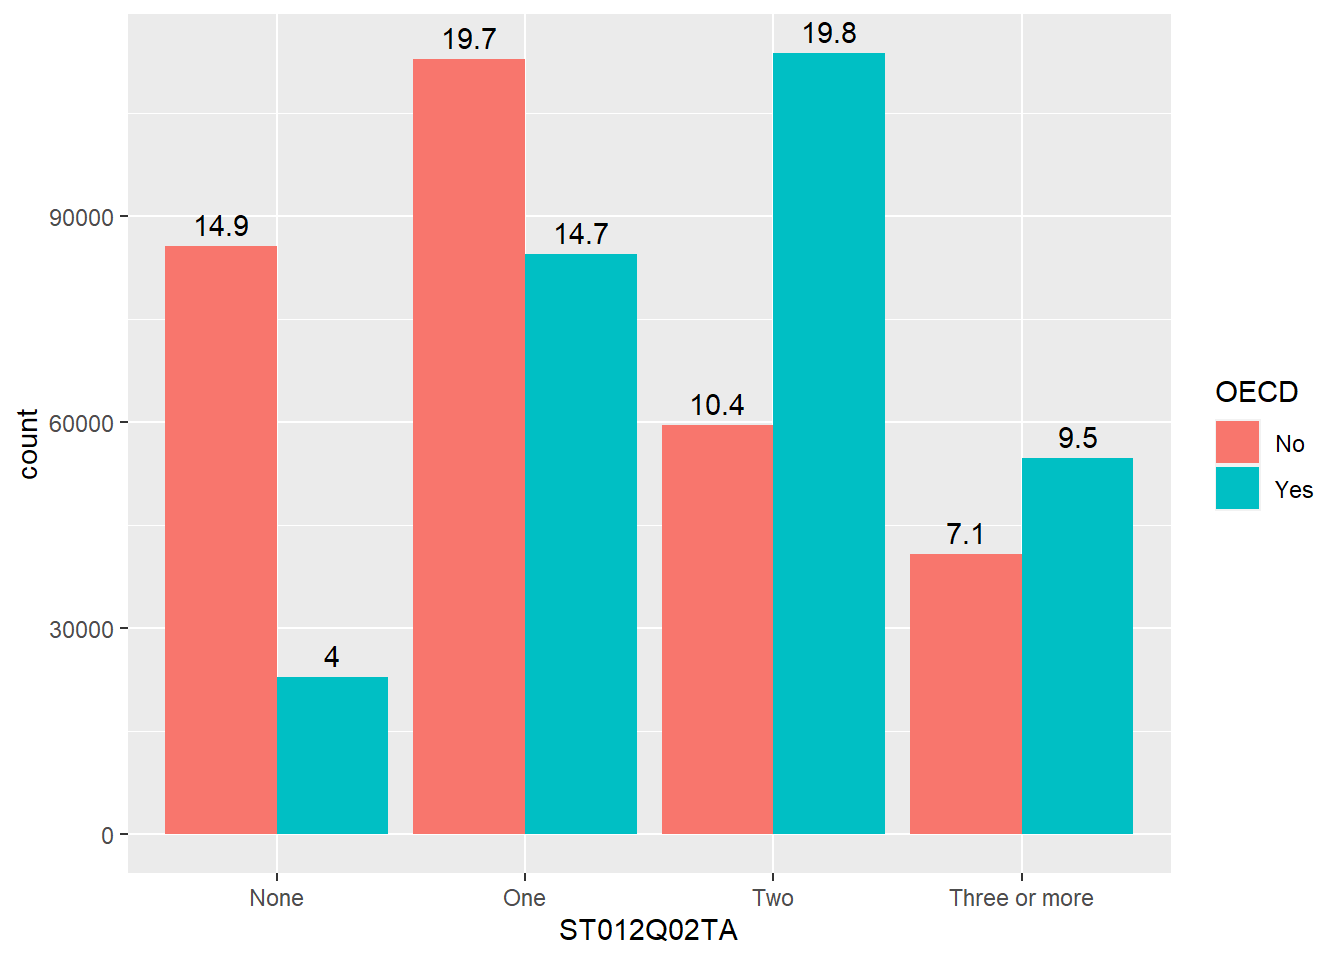 19.7
19.8
14.9
14.7
10.4
9.5
7.1
4
90000
60000
30000
0
count
None
One
Two
Three or more
ST012Q02TA
OECD
No
Yes